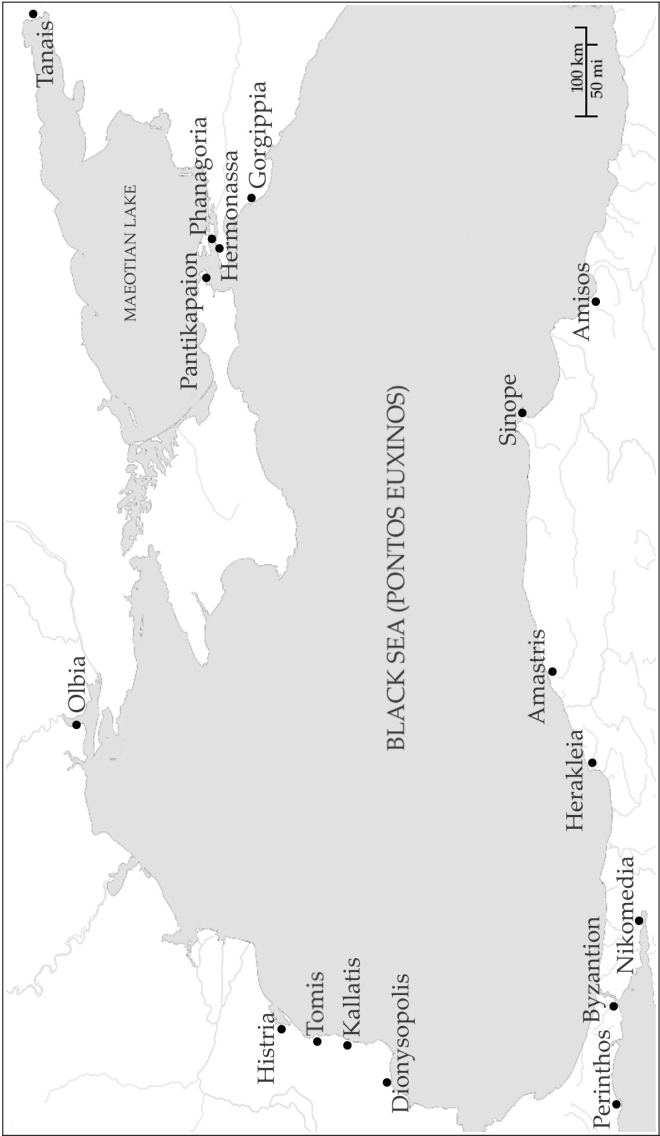 Tanais
MAEOTIAN LAKE
Olbia
Pantikapaion
Phanagoria
Hermonassa
Gorgippia
Histria
Tomis
Kallatis
Dionysopolis
BLACK SEA (PONTOS EUXINOS)
Sinope
Amisos
Amastris
Herakleia
Perinthos
Byzantion
Nikomedia
100 km
50 mi